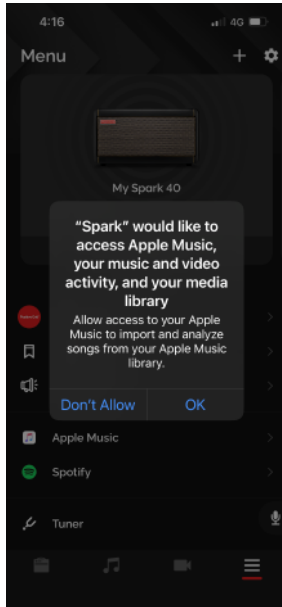 4:16
4G
Menu
My Spark 40
“Spark” would like to
access Apple Music,
your music and video
activity, and your media
library
Allow access to your Apple
Music to import and analyze
songs from your Apple Music
library.
Don’t Allow
OK
Apple Music
Spotify
Tuner